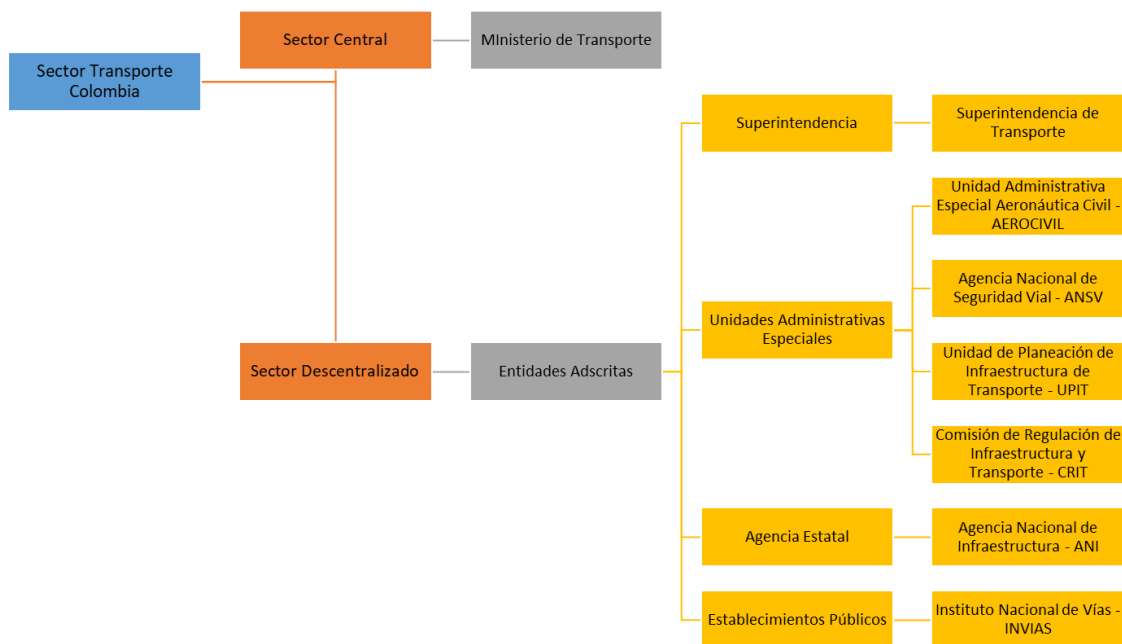 Sector Transporte
Colombia
Sector Central
MInisterio de Transporte
Sector Descentralizado
Entidades Adscritas
Superintendencia
Superintendencia de
Transporte
Unidades Administrativas
Especiales
Unidad Administrativa
Especial Aeronáutica Civil -
AEROCIVIL
Agencia Nacional de
Seguridad Vial - ANSV
Unidad de Planeación de
Infraestructura de
Transporte - UPIT
Comisión de Regulación de
Infraestructura y
Transporte - CRIT
Agencia Estatal
Agencia Nacional de
Infraestructura - ANI
Establecimientos Públicos
Instituto Nacional de Vías -
INVIAS